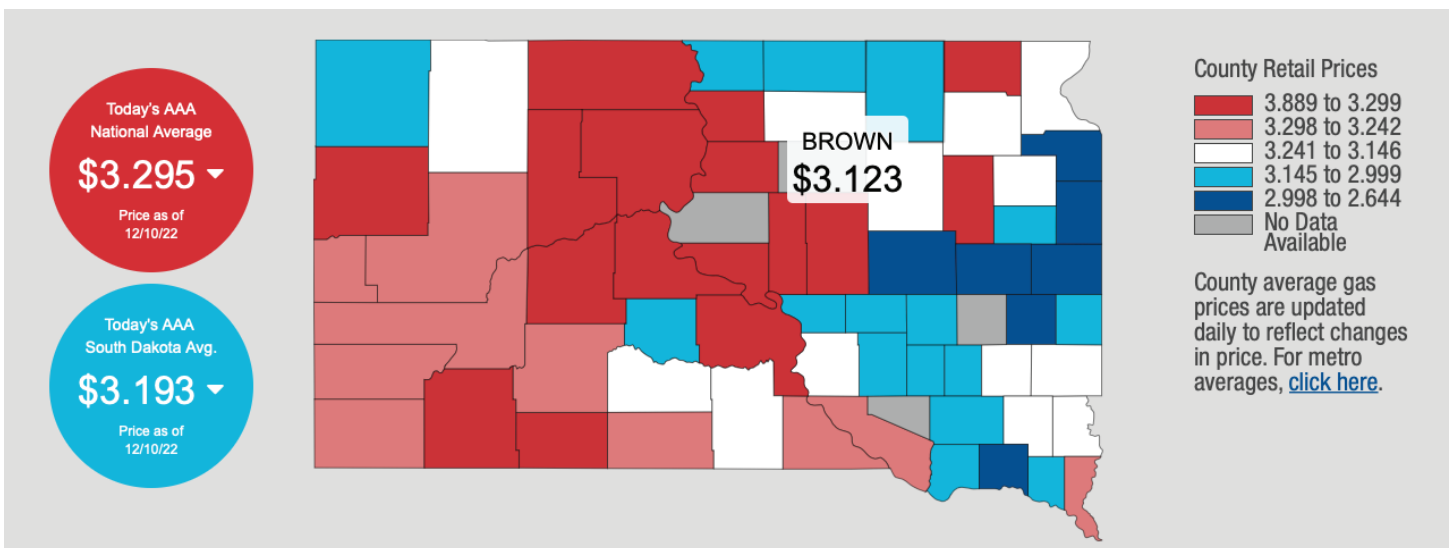 Today's AAA
National Average
$3.295
Price as of
12/10/22
Today's AAA
South Dakota Avg.
$3.193
Price as of
12/10/22
BROWN
$3.123
County Retail Prices
3.889 to 3.299
3.298 to 3.242
3.241 to 3.146
3.145 to 2.999
2.998 to 2.644
No Data
Available
County average gas
prices are updated
daily to reflect changes
in price. For metro
averages, click here.